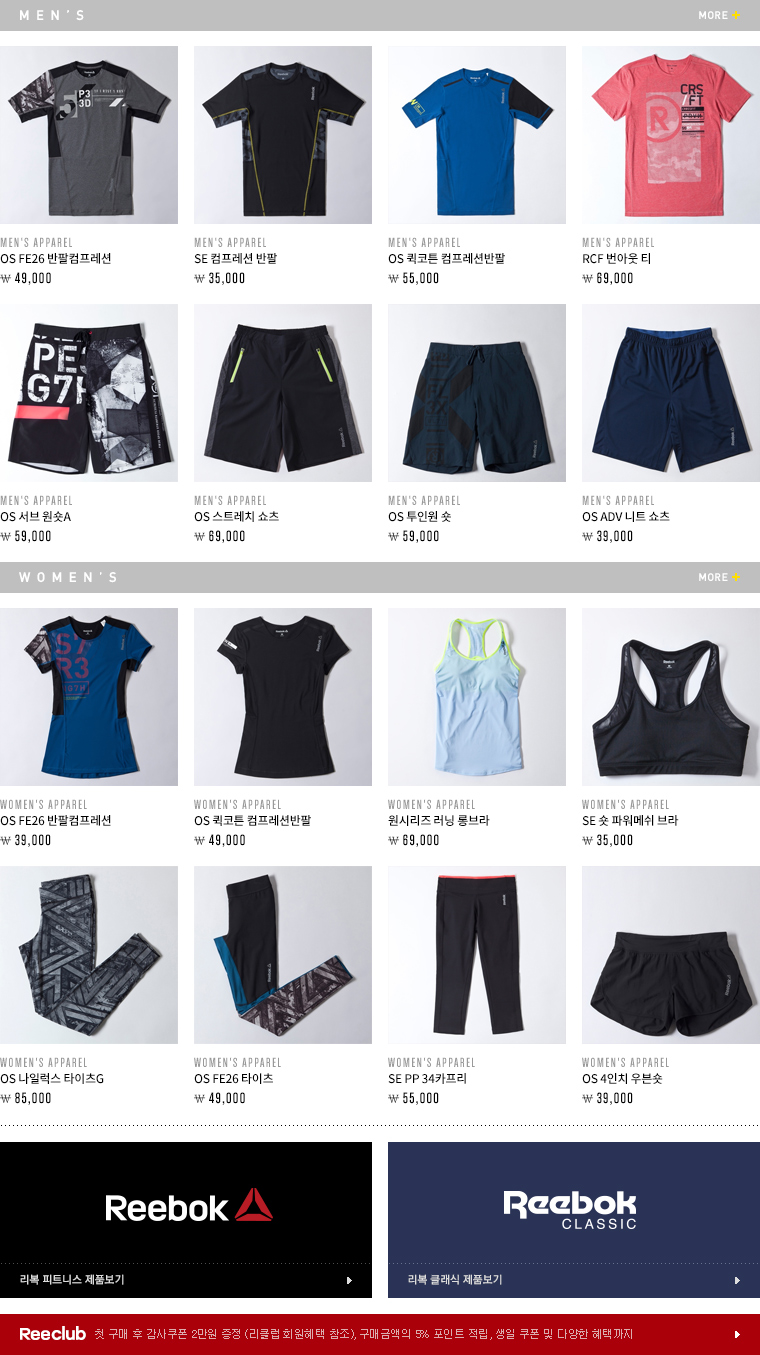 MEN'S
MORE +
P3
3D
Reebok
CRS
/FT
R
MEN'S APPAREL
OS FE26 반팔컴프레션
₩ 49,000
MEN'S APPAREL
SE 컴프레션 반팔
₩ 35,000
MEN'S APPAREL
OS 퀵코튼 컴프레션반팔
₩ 55,000
MEN'S APPAREL
RCF 번아웃 티
₩ 69,000
PE
G7H
Reebok
Reebok
MEN'S APPAREL
OS 서브 원숏A
₩ 59,000
MEN'S APPAREL
OS 스트레치 쇼츠
₩ 69,000
MEN'S APPAREL
OS 투인원 숏
₩ 59,000
MEN'S APPAREL
OS ADV 니트 쇼츠
₩ 39,000
WOMEN'S
MORE +
S7
R3
Reebok
WOMEN'S APPAREL
OS FE26 반팔컴프레션
₩ 39,000
WOMEN'S APPAREL
OS 퀵코튼 컴프레션반팔
₩ 49,000
WOMEN'S APPAREL
원시리즈 러닝 롱브라
₩ 69,000
WOMEN'S APPAREL
SE 숏 파워메쉬 브라
₩ 35,000
Reebok
Reebok
WOMEN'S APPAREL
OS 나일럭스 타이츠G
₩ 85,000
WOMEN'S APPAREL
OS FE26 타이츠
₩ 49,000
WOMEN'S APPAREL
SE PP 34카프리
₩ 55,000
WOMEN'S APPAREL
OS 4인치 우븐숏
₩ 39,000
Reebok
리복 피트니스 제품보기
Reebok
CLASSIC
리복 클래식 제품보기
Reeclub 첫 구매 후 감사쿠폰 2만원 증정 (리클럽 회원혜택 참조), 구매금액의 5% 포인트 적립, 생일 쿠폰 및 다양한 혜택까지